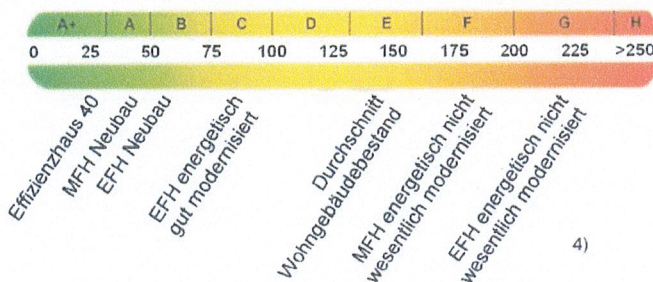 A+ A B C D E F G H
0 25 50 75 100 125 150 175 200 225 >250
Effizienzhaus 40
MFH Neubau
EFH Neubau
EFH energetisch
gut modernisiert
Durchschnitt
Wohngebäudebestand
MFH energetisch nicht
wesentlich modernisiert
EFH energetisch nicht
wesentlich modernisiert
4)